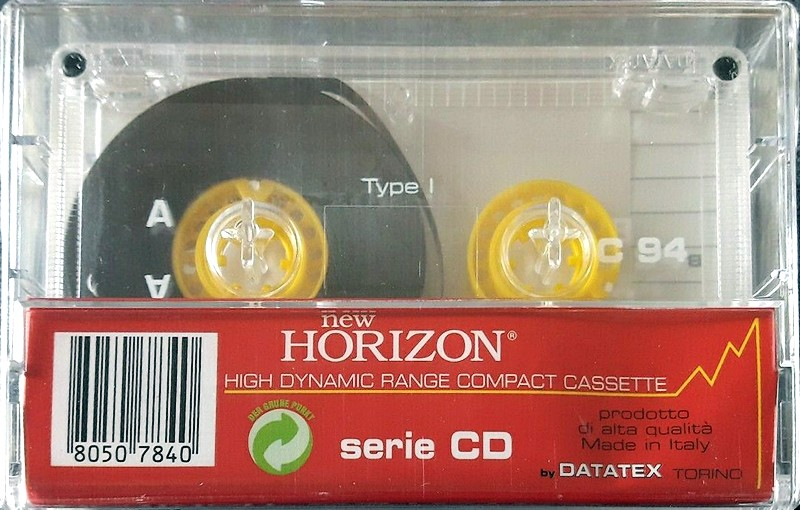 Type I
A
C 94
A
new
HORIZON®
HIGH DYNAMIC RANGE COMPACT CASSETTE
DER GRÜNE PUNKT
prodotto
di alta qualità
Made in Italy
serie CD
8050 7840
by DATATEX TORINO